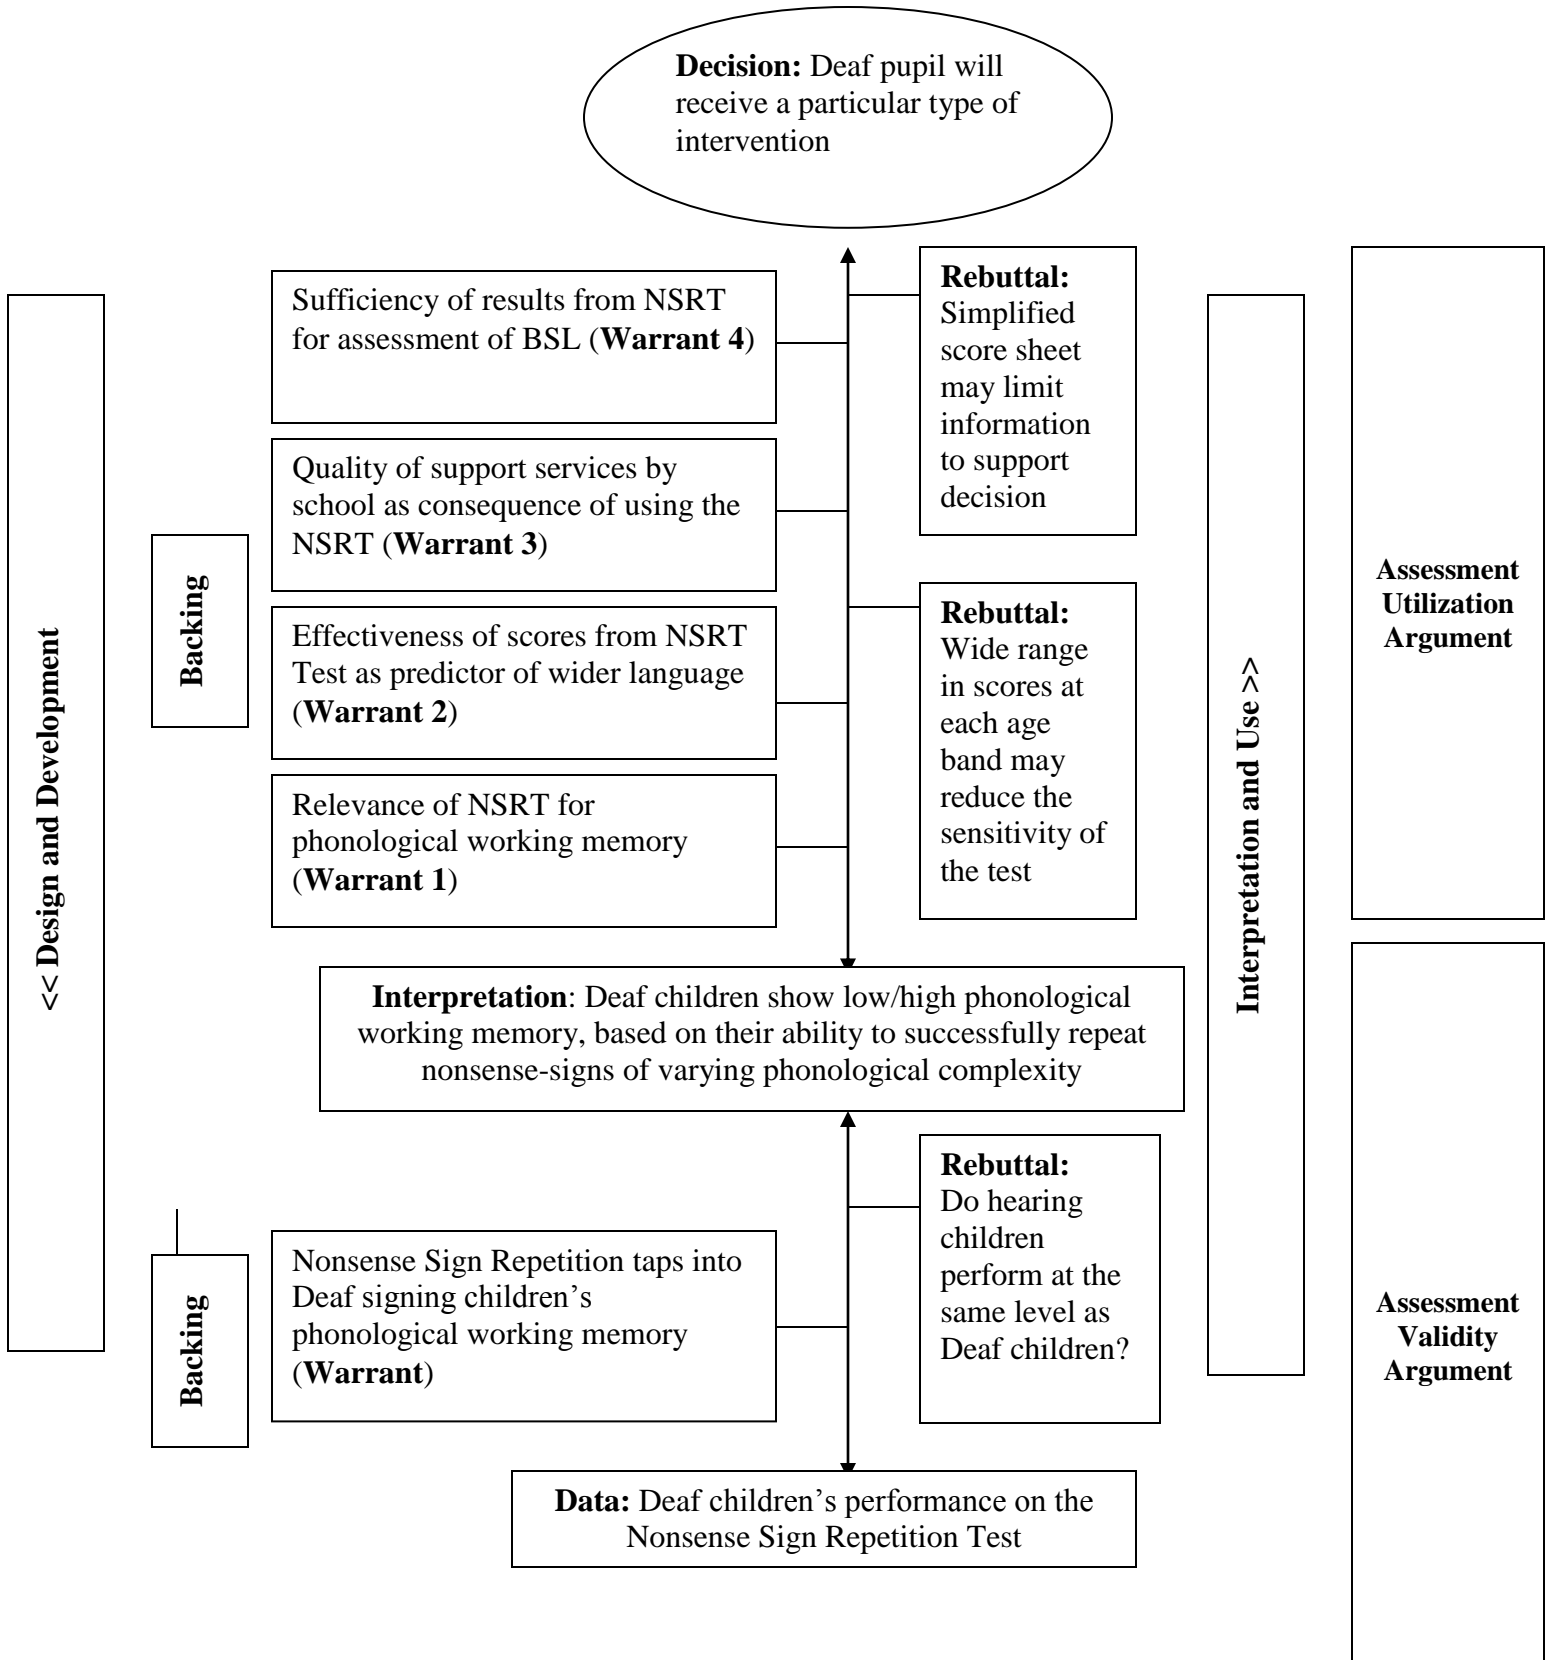 Decision: Deaf pupil will
receive a particular type of
intervention
<< Design and Development
Backing
Sufficiency of results from NSRT
for assessment of BSL (Warrant 4)
Quality of support services by
school as consequence of using the
NSRT (Warrant 3)
Effectiveness of scores from NSRT
Test as predictor of wider language
(Warrant 2)
Relevance of NSRT for
phonological working memory
(Warrant 1)
Rebuttal:
Simplified
score sheet
may limit
information
to support
decision
Rebuttal:
Wide range
in scores at
each age
band may
reduce the
sensitivity of
the test
Interpretation and Use >>
Assessment
Utilization
Argument
Interpretation: Deaf children show low/high phonological
working memory, based on their ability to successfully repeat
nonsense-signs of varying phonological complexity
Backing
Nonsense Sign Repetition taps into
Deaf signing children’s
phonological working memory
(Warrant)
Rebuttal:
Do hearing
children
perform at the
same level as
Deaf children?
Assessment
Validity
Argument
Data: Deaf children’s performance on the
Nonsense Sign Repetition Test